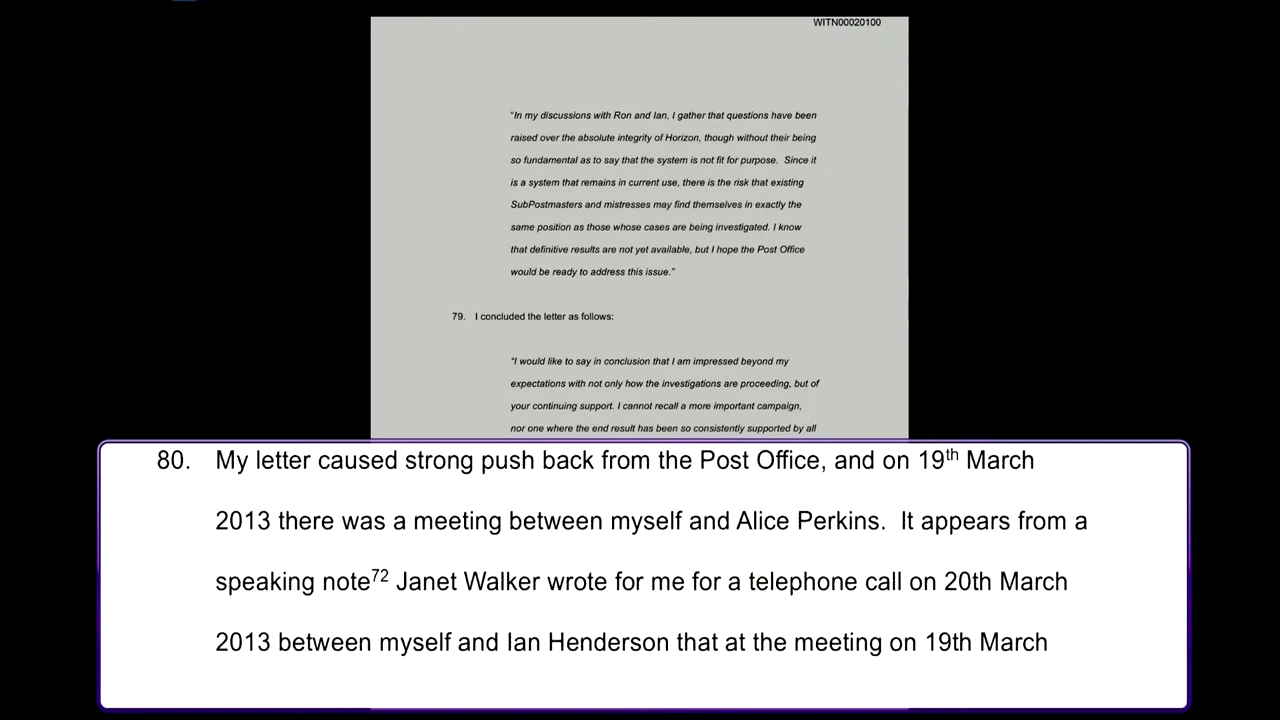 WITN00020100
"In my discussions with Ron and Ian, I gather that questions have been
raised over the absolute integrity of Horizon, though without their being
so fundamental as to say that the system is not fit for purpose.  Since it
is a system that remains in current use, there is the risk that existing
SubPostmasters and mistresses may find themselves in exactly the
same position as those whose cases are being investigated. I know
that definitive results are not yet available, but I hope the Post Office
would be ready to address this issue."
79. I concluded the letter as follows:
"I would like to say in conclusion that I am impressed beyond my
expectations with not only how the investigations are proceeding, but of
your continuing support. I cannot recall a more important campaign,
nor one where the end result has been so consistently supported by all
80. My letter caused strong push back from the Post Office, and on 19th March
2013 there was a meeting between myself and Alice Perkins.  It appears from a
speaking note72 Janet Walker wrote for me for a telephone call on 20th March
2013 between myself and Ian Henderson that at the meeting on 19th March